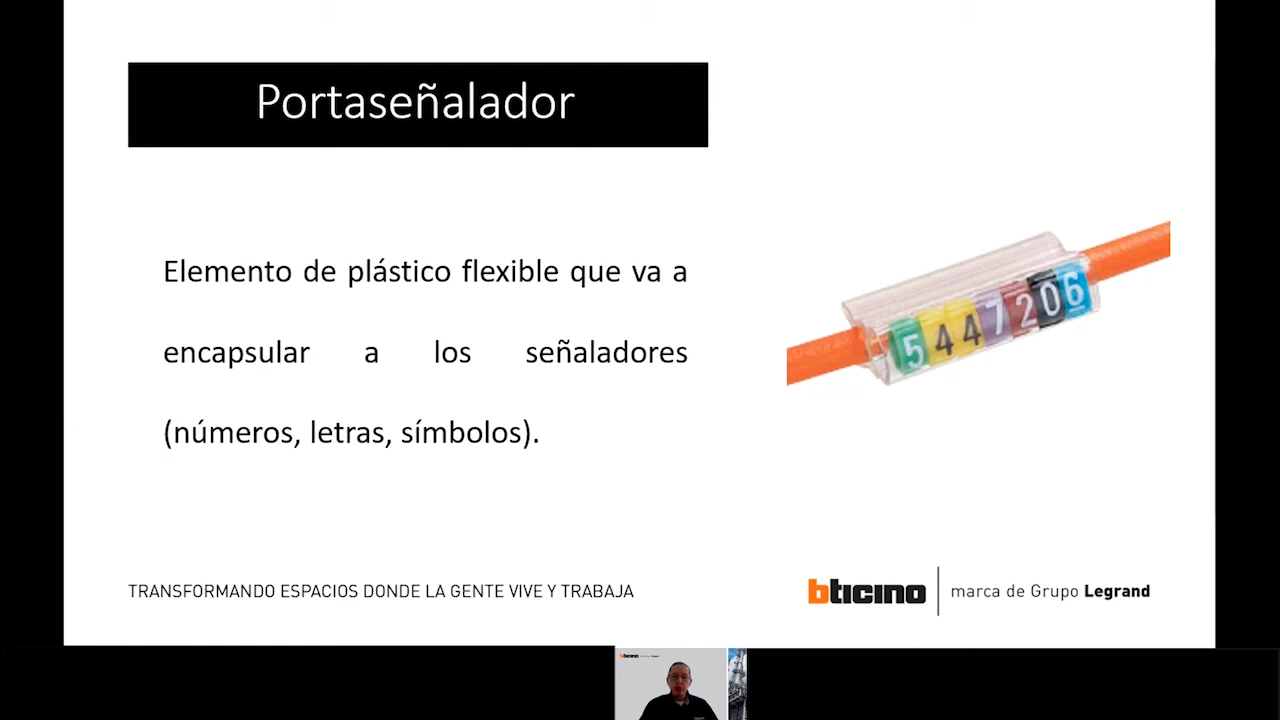 Portaseñalador
Elemento de plástico flexible que va a
encapsular a los señaladores
(números, letras, símbolos).
5 4 4 7 2 0 6
TRANSFORMANDO ESPACIOS DONDE LA GENTE VIVE Y TRABAJA
bticino marca de Grupo Legrand
bticino